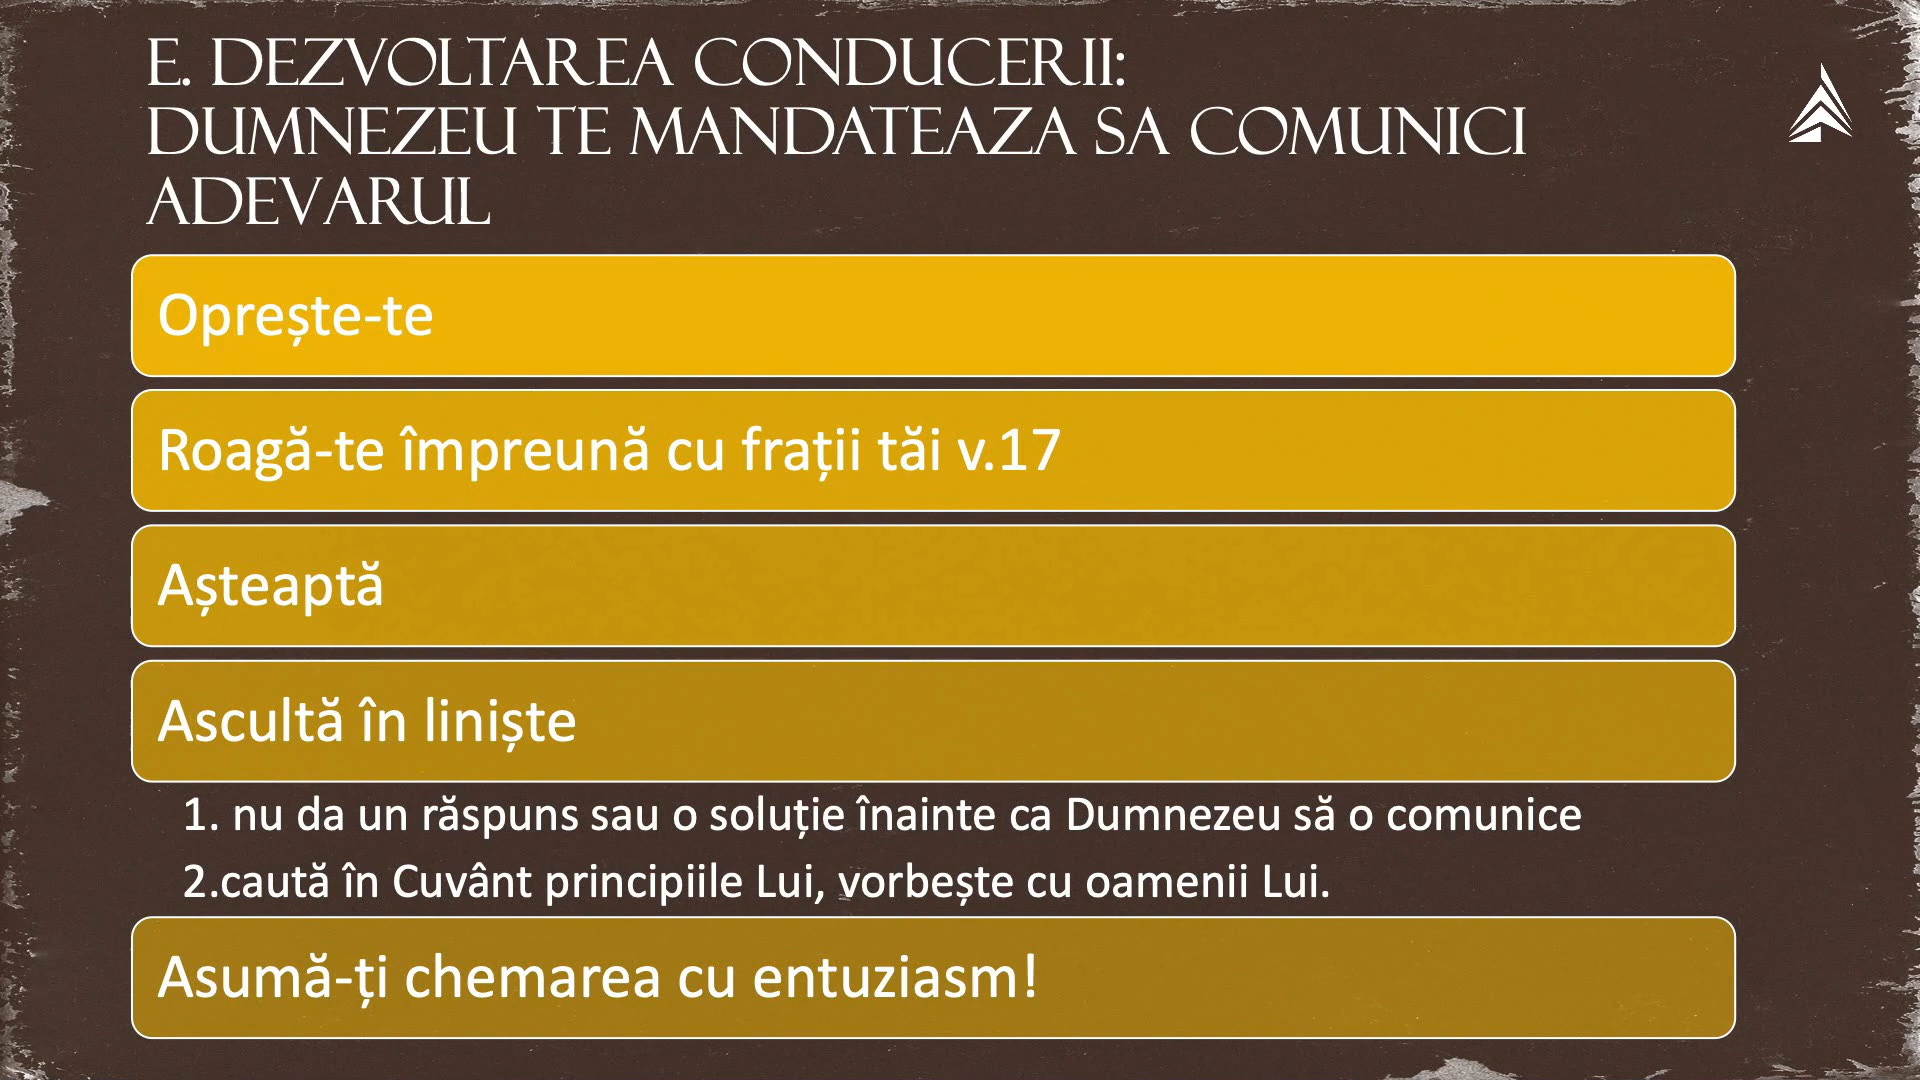 E. DEZVOLTAREA CONDUCERII:
DUMNEZEU TE MANDATEAZA SA COMUNICI
ADEVARUL
Oprește-te
Roagă-te împreună cu frații tăi v.17
Așteaptă
Ascultă în liniște
1. nu da un răspuns sau o soluție înainte ca Dumnezeu să o comunice
2.caută în Cuvânt principiile Lui, vorbește cu oamenii Lui.
Asumă-ți chemarea cu entuziasm!